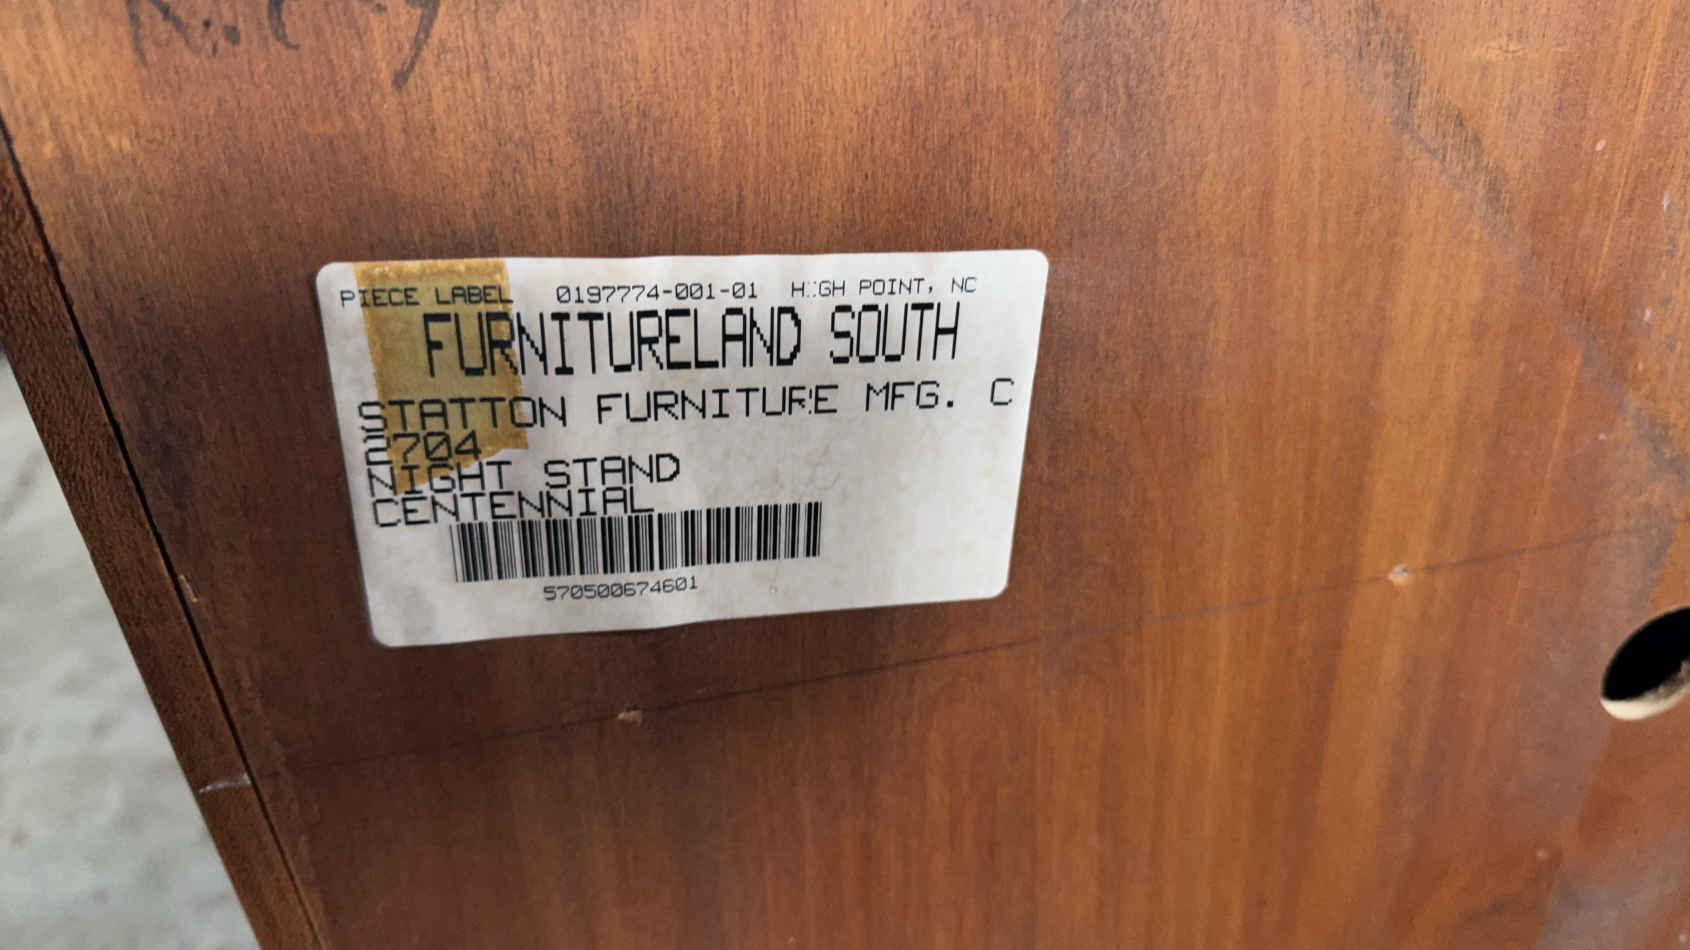 PIECE LABEL 0197774-001-01 HIGH POINT, NC
FURNITURELAND SOUTH
STATTON FURNITURE MFG. C
2704
NIGHT STAND
CENTENNIAL
570500674601